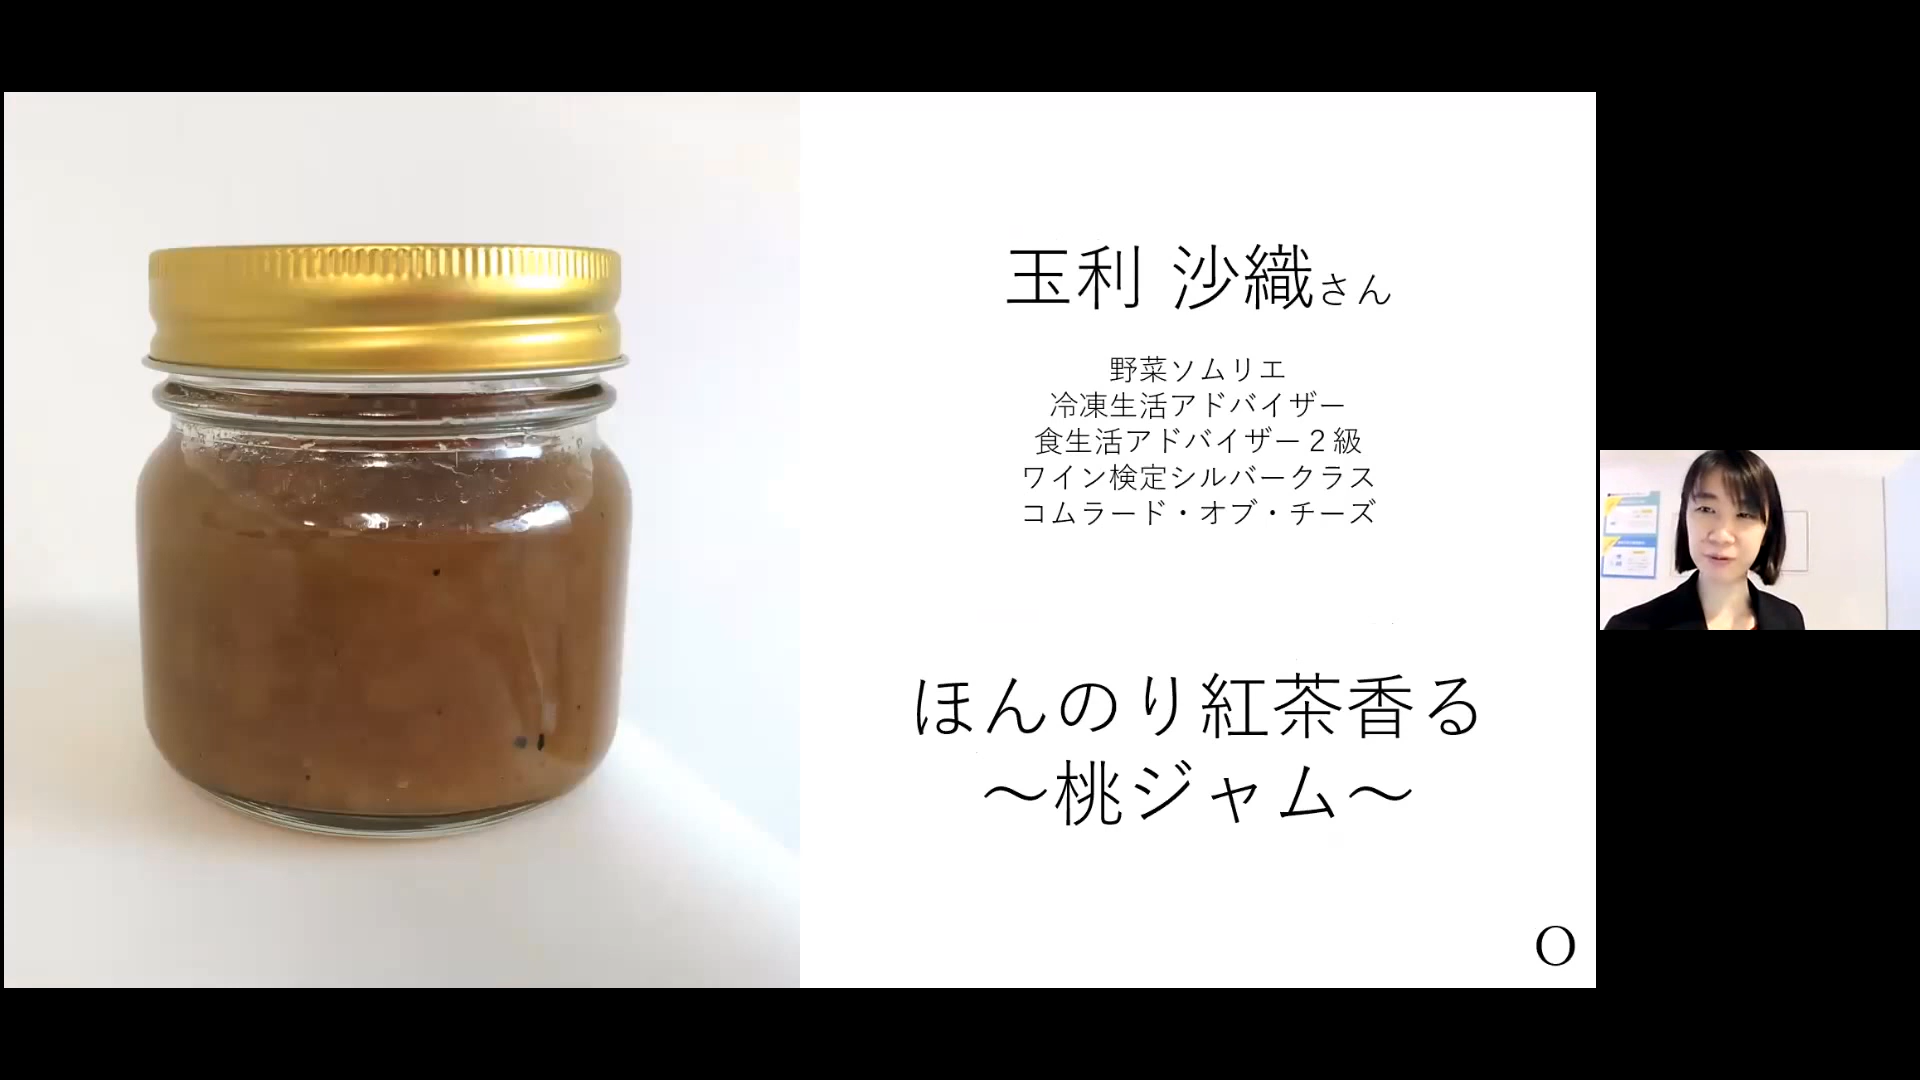 玉利 沙織さん
野菜ソムリエ
冷凍生活アドバイザー
食生活アドバイザー２級
ワイン検定シルバークラス
コムラード・オブ・チーズ
ほんのり紅茶香る
～桃ジャム～
O